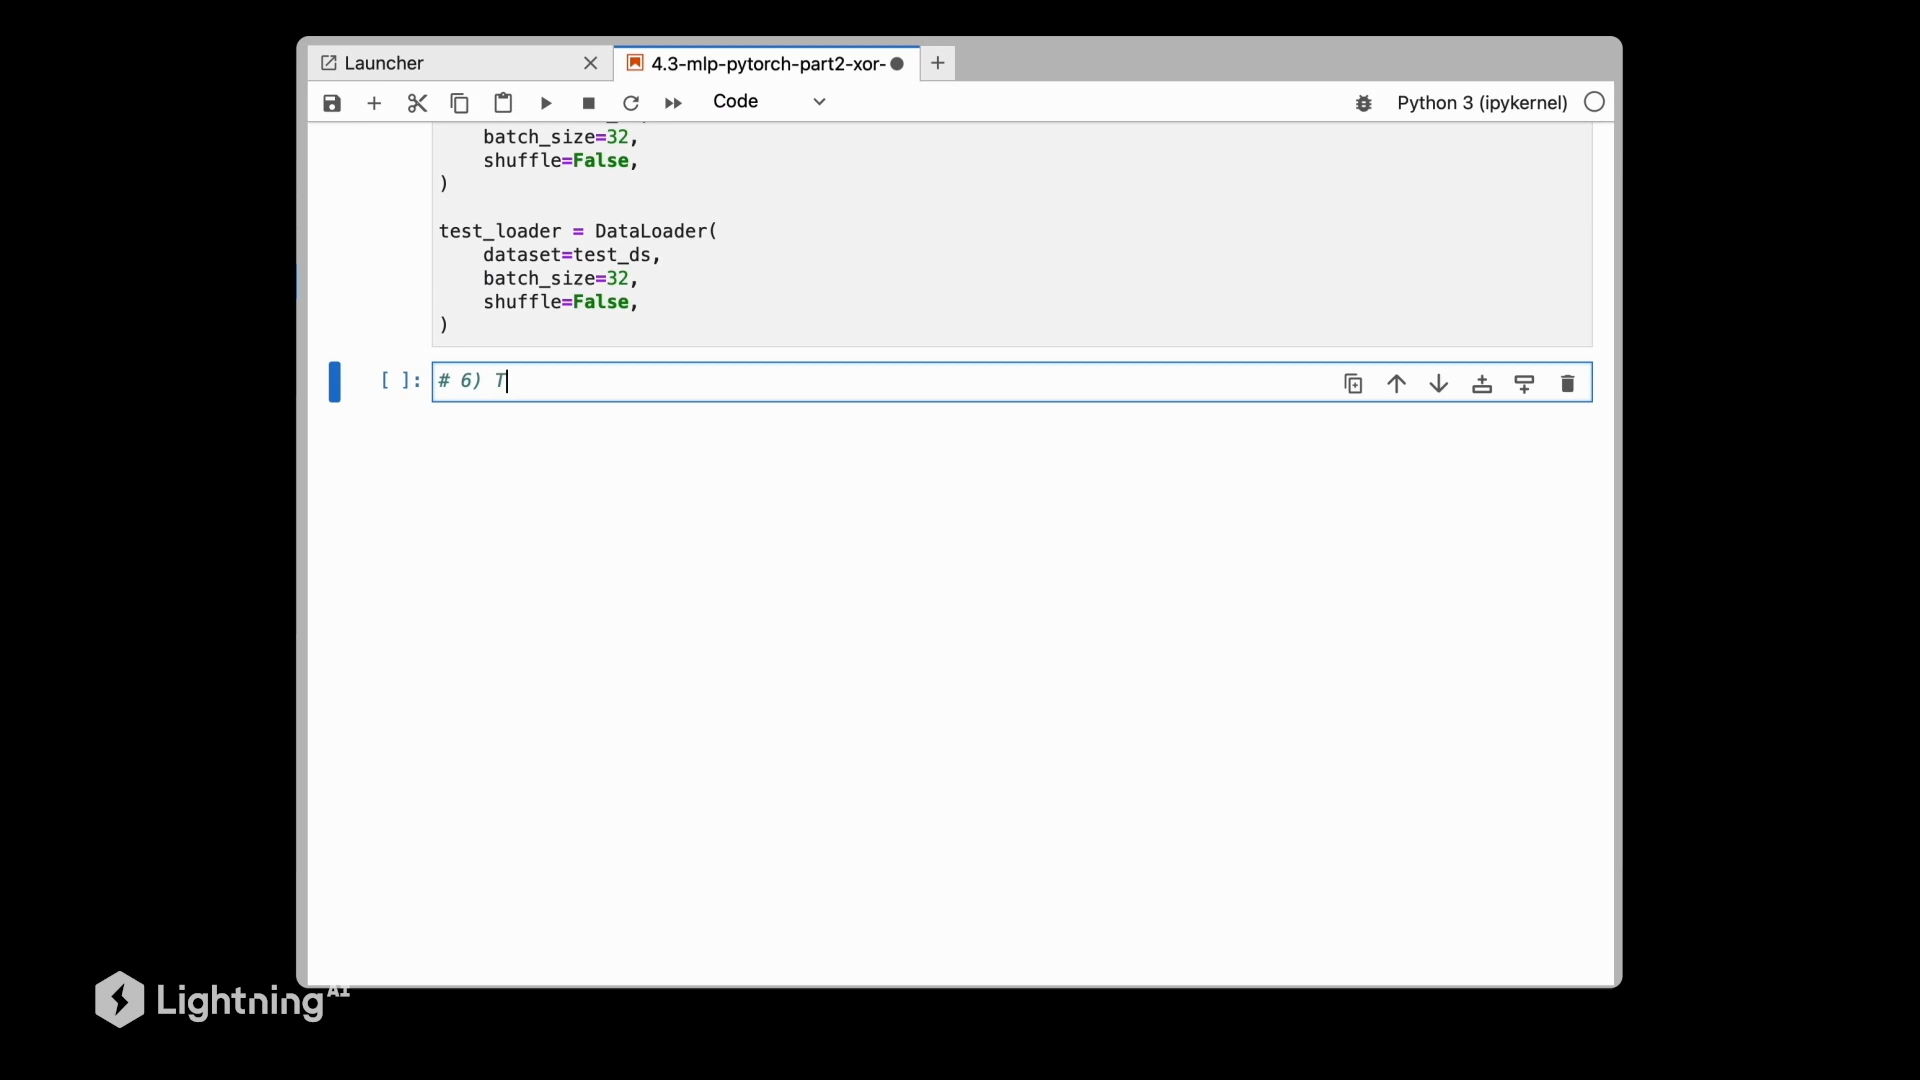 Launcher
4.3-mlp-pytorch-part2-xor-
Code
Python 3 (ipykernel)
batch_size=32,
shuffle=False,
)
test_loader = DataLoader(
dataset=test_ds,
batch_size=32,
shuffle=False,
)
[ ]: # 6) T
Lightning AI